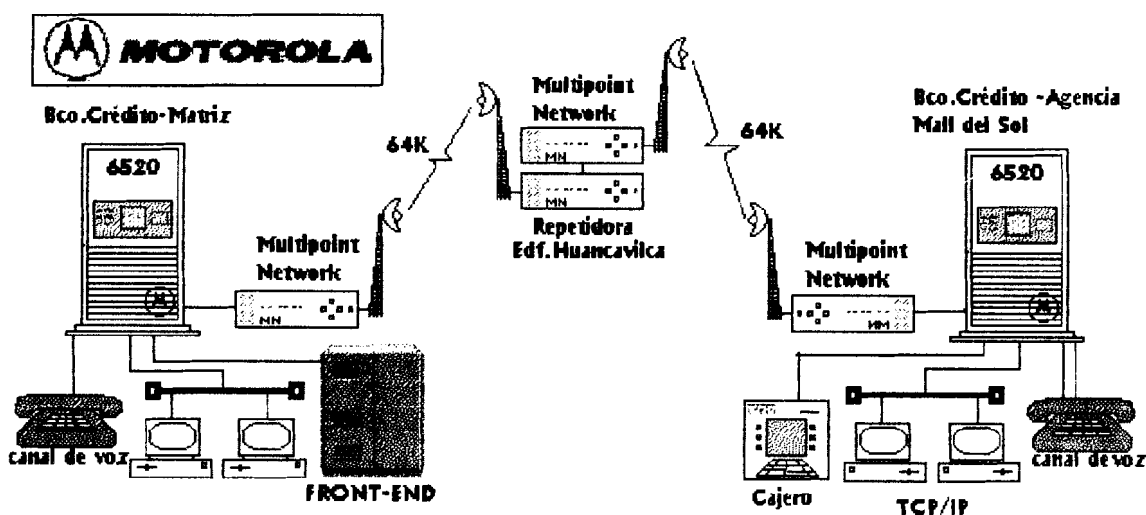 MOTOROLA
Bco.Crédito-Matriz
6520
Multipoint
Network
MN
canal de voz
FRONT-END
64K
Multipoint
Network
MN
MN
Repetidora
Edf.Huancavilca
64K
Bco.Crédito -Agencia
Mall del Sol
6520
Multipoint
Network
Cajero
TCP/IP
canal de voz